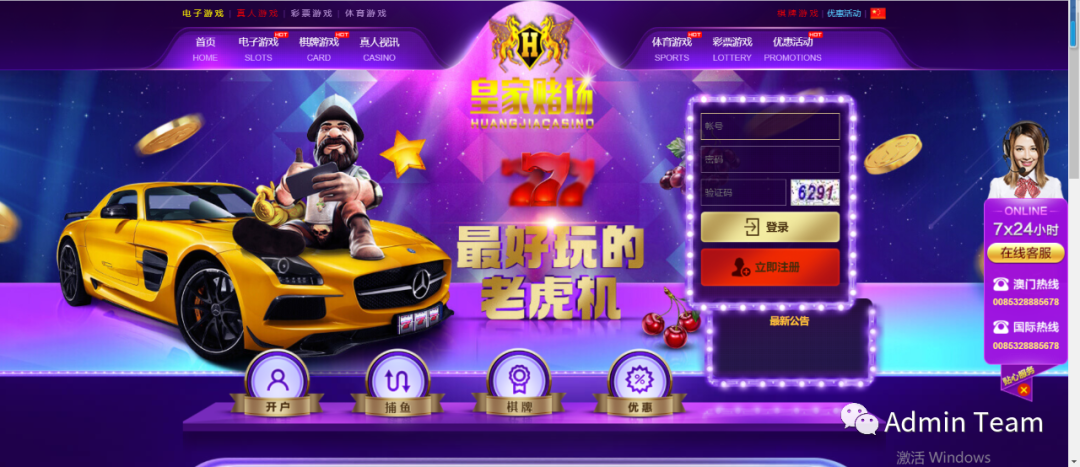 电子游戏 | 真人游戏 | 彩票游戏 | 体育游戏
棋牌游戏 | 优惠活动 |
首页 电子游戏 HOT 棋牌游戏 HOT 真人视讯
HOME SLOTS CARD CASINO
体育游戏 HOT 彩票游戏 优惠活动 HOT
SPORTS LOTTERY PROMOTIONS
H
皇家赌场
HUANGJIACASINO
777
最好玩的
老虎机
帐号
密码
验证码 6291
登录
立即注册
最新公告
ONLINE
7x24小时
在线客服
澳门热线
0085328885678
国际热线
0085328885678
贴心服务
开户 捕鱼 棋牌 优惠
Admin Team
激活 Windows